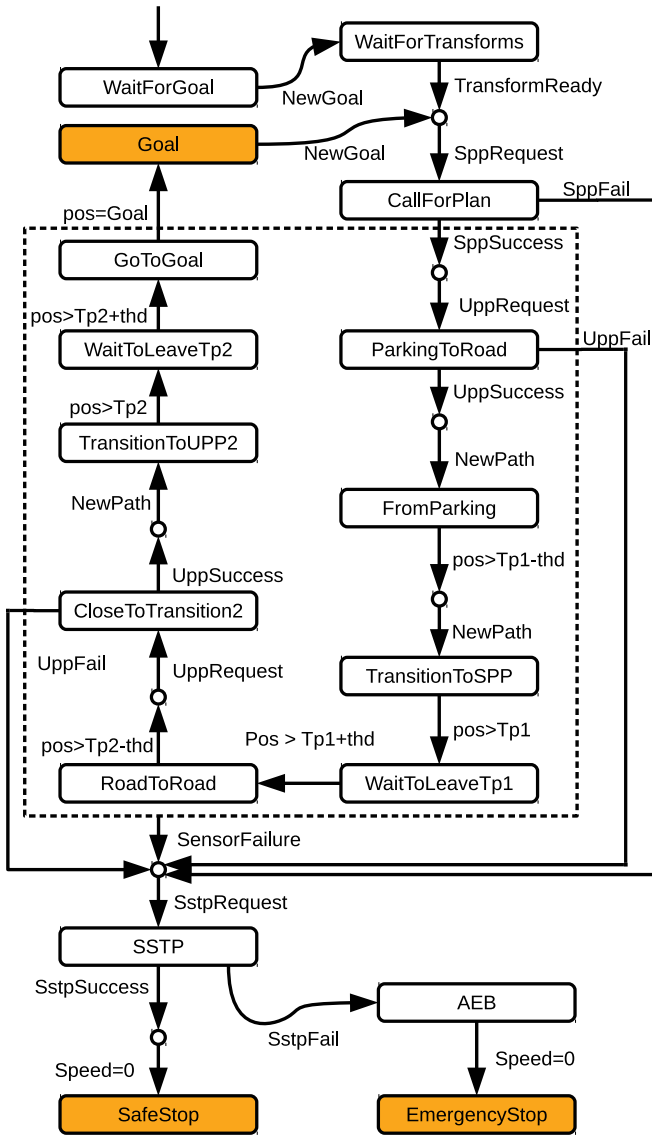 WaitForTransforms
WaitForGoal
NewGoal
TransformReady
Goal
NewGoal
SppRequest
CallForPlan
SppFail
pos=Goal
SppSuccess
GoToGoal
UppRequest
pos>Tp2+thd
WaitToLeaveTp2
ParkingToRoad
UppFail
UppSuccess
pos>Tp2
TransitionToUPP2
NewPath
NewPath
FromParking
pos>Tp1-thd
UppSuccess
CloseToTransition2
NewPath
UppFail
UppRequest
TransitionToSPP
pos>Tp1
Pos > Tp1+thd
pos>Tp2-thd
RoadToRoad
WaitToLeaveTp1
SensorFailure
SstpRequest
SSTP
SstpSuccess
AEB
SstpFail
Speed=0
Speed=0
SafeStop
EmergencyStop